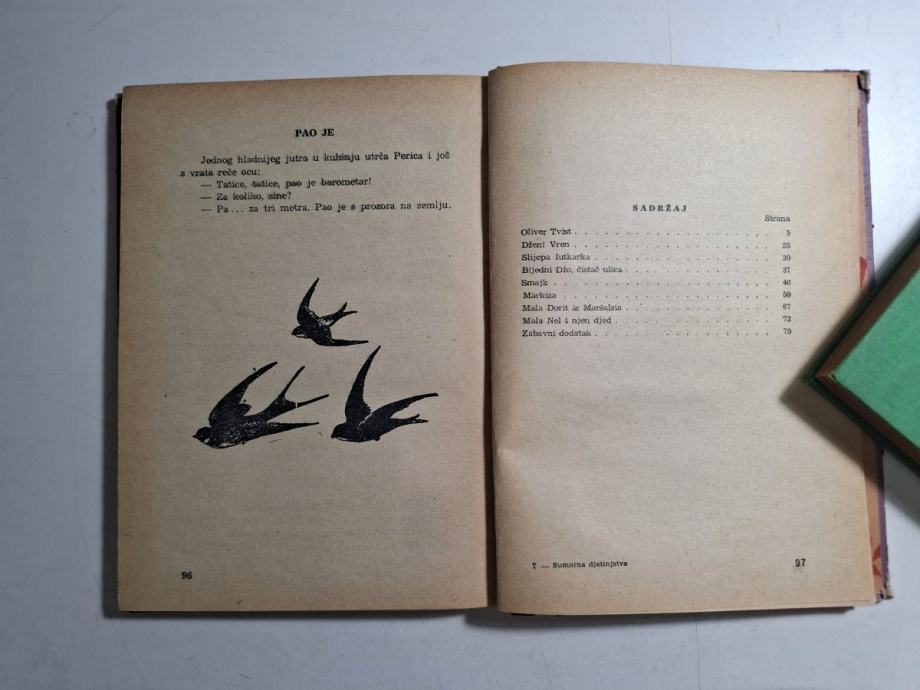 PAO JE
Jednog hladnijeg jutra u kuhinju utrča Perica i još
s vrata reče ocu:
— Tatice, tatice, pao je barometar!
— Za koliko, sine?
— Pa... za tri metra. Pao je s prozora na zemlju.
96
SADRŽAJ
Strana
Oliver Tvist . . . . . . . . . . . . . . . . 5
Dženi Vren . . . . . . . . . . . . . . . . 25
Slijepa lutkarka . . . . . . . . . . . . . . 30
Bijedni Džo, čistač ulica . . . . . . . . . . . 37
Smajk . . . . . . . . . . . . . . . . . . 46
Markiza . . . . . . . . . . . . . . . . . 59
Mala Dorit iz Maršalsia . . . . . . . . . . . 67
Mala Nel i njen djed . . . . . . . . . . . . 72
Zabavni dodatak . . . . . . . . . . . . . . 79
7 — Sumorna djetinjstva
97